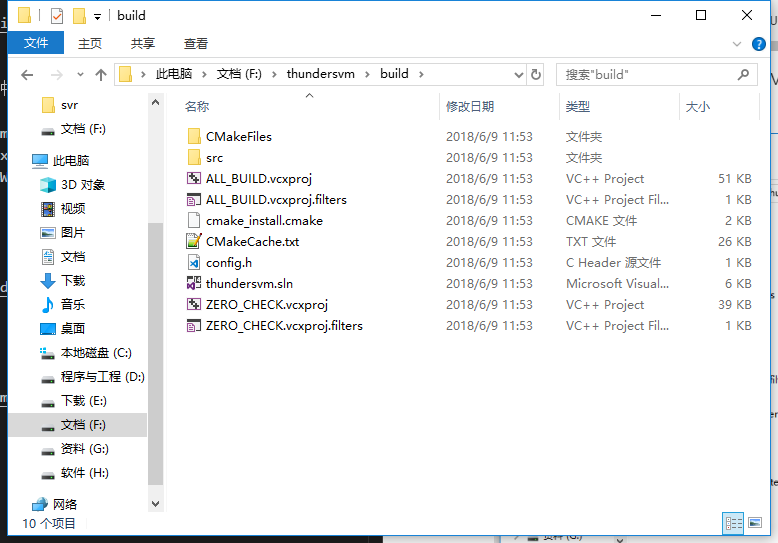 build
文件 主页 共享 查看
此电脑 文档 (F:) thundersvm build 搜索"build"
svr
文档 (F:)
此电脑
3D 对象
视频
图片
文档
下载
音乐
桌面
本地磁盘 (C:)
程序与工程 (D:)
下载 (E:)
文档 (F:)
资料 (G:)
软件 (H:)
网络
名称 修改日期 类型 大小
CMakeFiles 2018/6/9 11:53 文件夹
src 2018/6/9 11:53 文件夹
ALL_BUILD.vcxproj 2018/6/9 11:53 VC++ Project 51 KB
ALL_BUILD.vcxproj.filters 2018/6/9 11:53 VC++ Project Fil... 1 KB
cmake_install.cmake 2018/6/9 11:53 CMAKE 文件 2 KB
CMakeCache.txt 2018/6/9 11:53 TXT 文件 26 KB
config.h 2018/6/9 11:53 C Header 源文件 1 KB
thundersvm.sln 2018/6/9 11:53 Microsoft Visual... 6 KB
ZERO_CHECK.vcxproj 2018/6/9 11:53 VC++ Project 39 KB
ZERO_CHECK.vcxproj.filters 2018/6/9 11:53 VC++ Project Fil... 1 KB
10 个项目